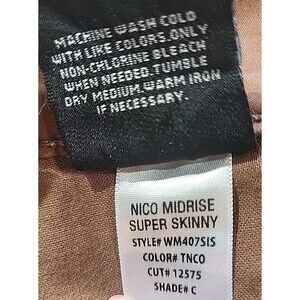 MACHINE WASH COLD
WITH LIKE COLORS. ONLY
NON-CHLORINE BLEACH
WHEN NEEDED. TUMBLE
DRY MEDIUM. WARM IRON
IF NECESSARY.
NICO MIDRISE
SUPER SKINNY
STYLE# WM407SIS
COLOR# TNCO
CUT# 12575
SHADE# C